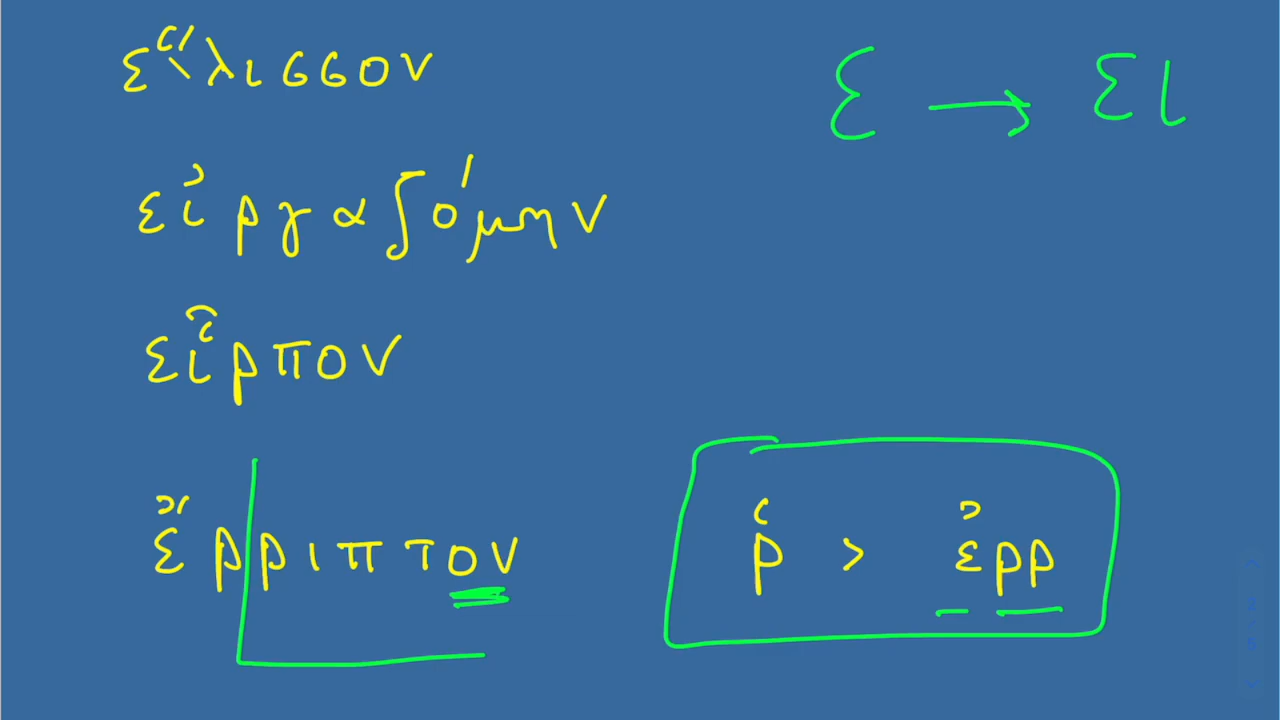 εἵλισσον
ε → ει
εἰργαζόμην
εἷρπον
ἔρριπτον
ῥ > ἐρρ